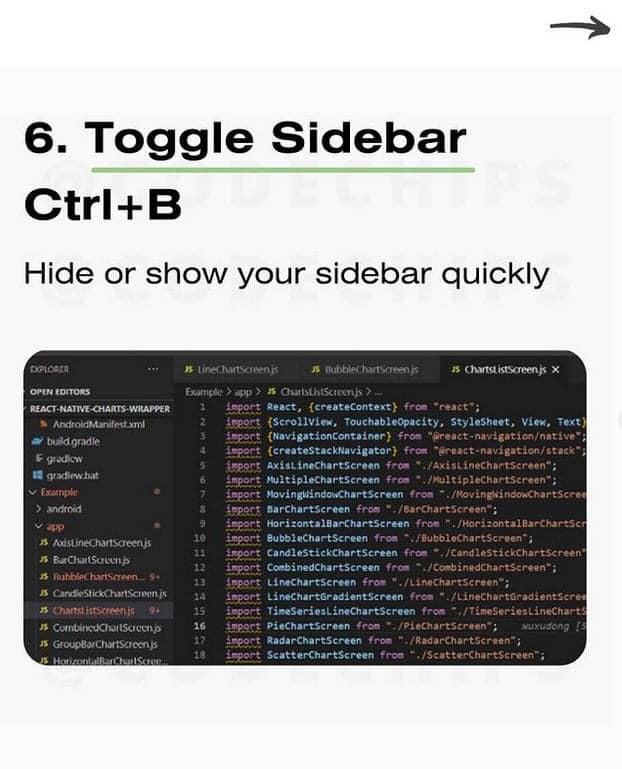 6. Toggle Sidebar
Ctrl+B
Hide or show your sidebar quickly
@CODECHIPS
@CODECHIPS
EXPLORER ...
OPEN EDITORS
REACT-NATIVE-CHARTS-WRAPPER
AndroidManifest.xml
build.gradle
gradlew
gradlew.bat
Example
android
app
JS AxisLineChartScreen.js
JS BarChartScreen.js
JS BubbleChartScreen... 9+
JS CandleStickChartScreen.js
JS ChartsListScreen.js 9+
JS CombinedChartScreen.js
JS GroupBarChartScreen.js
JS HorizontalBarChartScree...
JS LineChartScreen.js JS BubbleChartScreen.js JS ChartsListScreen.js ×
Example > app > JS ChartsListScreen.js > ...
1 import React, {createContext} from "react";
2 import {ScrollView, TouchableOpacity, StyleSheet, View, Text}
3 import {NavigationContainer} from "@react-navigation/native";
4 import {createStackNavigator} from "@react-navigation/stack";
5 import AxisLineChartScreen from "./AxisLineChartScreen";
6 import MultipleChartScreen from "./MultipleChartScreen";
7 import MovingWindowChartScreen from "./MovingWindowChartScree
8 import BarChartScreen from "./BarChartScreen";
9 import HorizontalBarChartScreen from "./HorizontalBarChartScr
10 import BubbleChartScreen from "./BubbleChartScreen";
11 import CandleStickChartScreen from "./CandleStickChartScreen"
12 import CombinedChartScreen from "./CombinedChartScreen";
13 import LineChartScreen from "./LineChartScreen";
14 import LineChartGradientScreen from "./LineChartGradientScree
15 import TimeSeriesLineChartScreen from "./TimeSeriesLineChartS
16 import PieChartScreen from "./PieChartScreen"; wuxudong [5
17 import RadarChartScreen from "./RadarChartScreen";
18 import ScatterChartScreen from "./ScatterChartScreen";